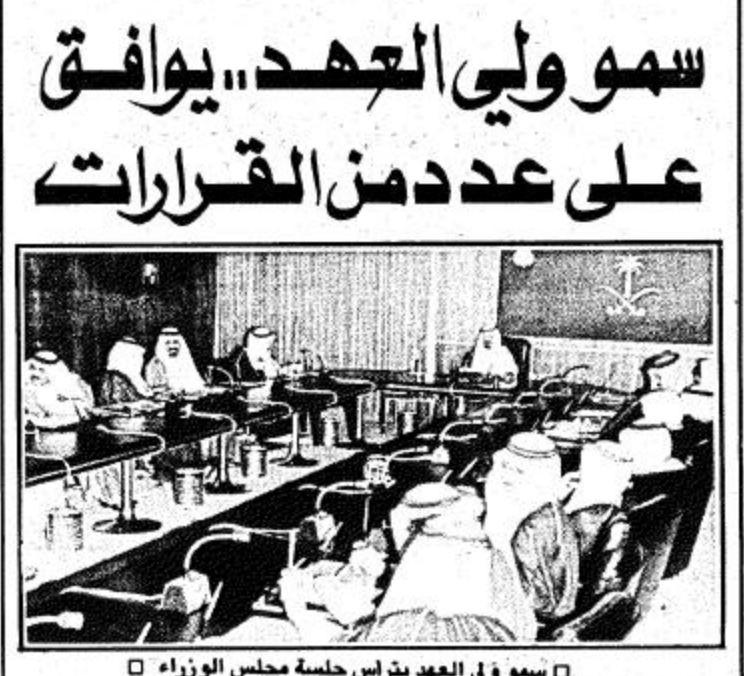 سمو ولي العهد..يوافق
على عدد من القرارات
□ سمو ولي العهد يترأس جلسة مجلس الوزراء □